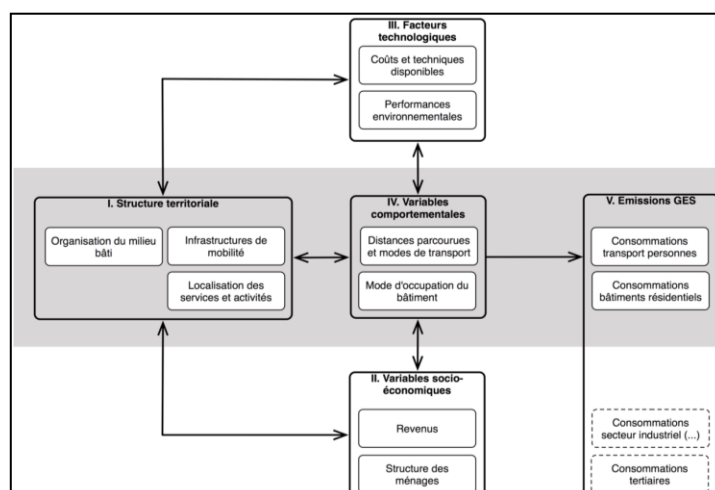 III. Facteurs
technologiques
Coûts et techniques
disponibles
Performances
environnementales
I. Structure territoriale
Organisation du milieu
bâti
Infrastructures de
mobilité
Localisation des
services et activités
IV. Variables
comportementales
Distances parcourues
et modes de transport
Mode d'occupation du
bâtiment
V. Emissions GES
Consommations
transport personnes
Consommations
bâtiments résidentiels
II. Variables socio-
économiques
Revenus
Structure des
ménages
Consommations
secteur industriel (...)
Consommations
tertiaires